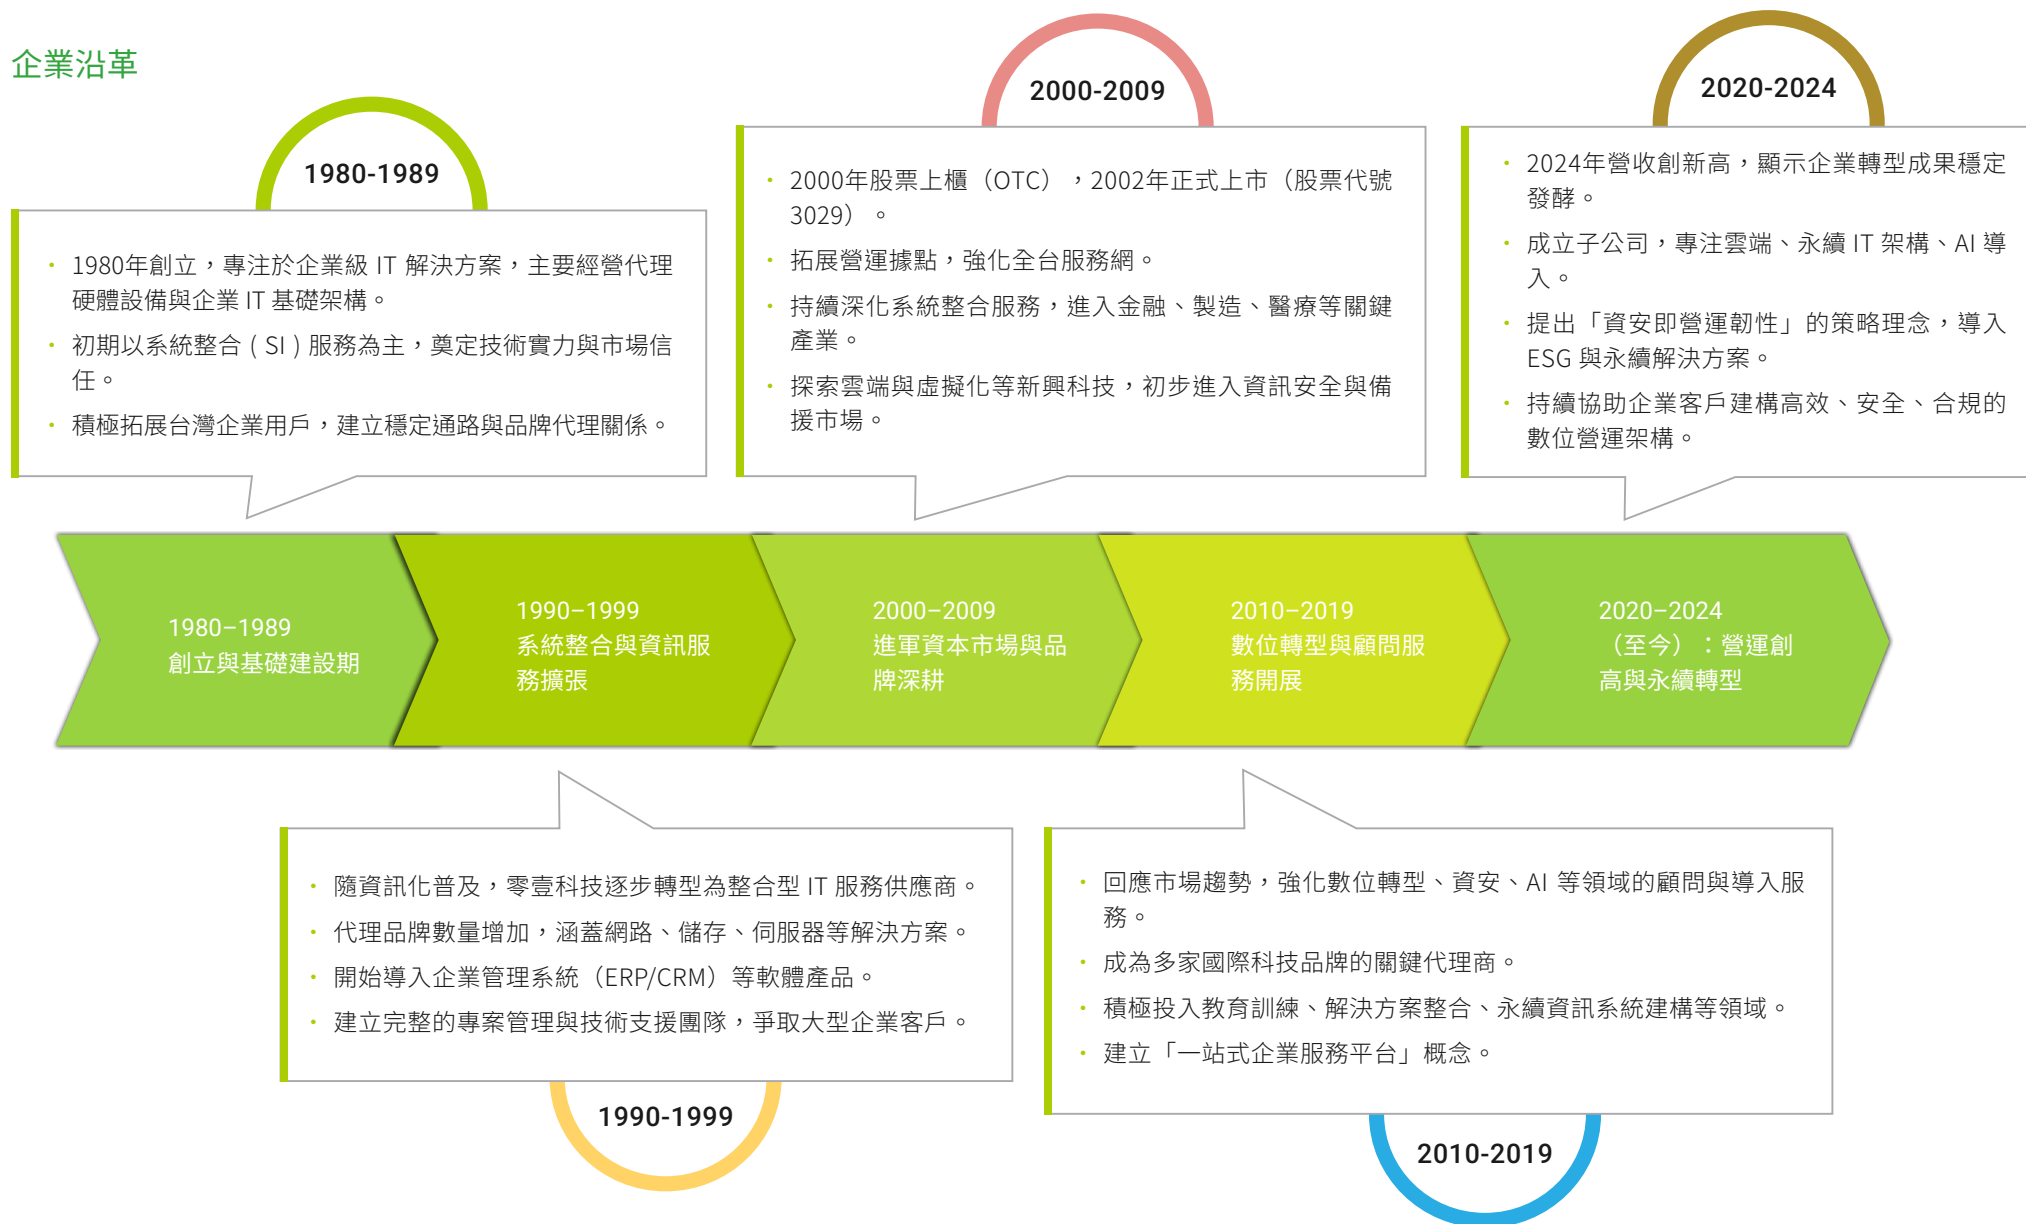 企業沿革
1980-1989
1980年創立，專注於企業級 IT 解決方案，主要經營代理
硬體設備與企業 IT 基礎架構。
初期以系統整合 ( SI ) 服務為主，奠定技術實力與市場信
任。
積極拓展台灣企業用戶，建立穩定通路與品牌代理關係。
2000-2009
2000年股票上櫃（OTC），2002年正式上市（股票代號
3029）。
拓展營運據點，強化全台服務網。
持續深化系統整合服務，進入金融、製造、醫療等關鍵
產業。
探索雲端與虛擬化等新興科技，初步進入資訊安全與備
援市場。
2020-2024
2024年營收創新高，顯示企業轉型成果穩定
發酵。
成立子公司，專注雲端、永續 IT 架構、AI 導
入。
提出「資安即營運韌性」的策略理念，導入
ESG 與永續解決方案。
持續協助企業客戶建構高效、安全、合規的
數位營運架構。
1980–1989
創立與基礎建設期
1990–1999
系統整合與資訊服
務擴張
2000–2009
進軍資本市場與品
牌深耕
2010–2019
數位轉型與顧問服
務開展
2020–2024
（至今）：營運創
高與永續轉型
隨資訊化普及，零壹科技逐步轉型為整合型 IT 服務供應商。
代理品牌數量增加，涵蓋網路、儲存、伺服器等解決方案。
開始導入企業管理系統（ERP/CRM）等軟體產品。
建立完整的專案管理與技術支援團隊，爭取大型企業客戶。
1990-1999
回應市場趨勢，強化數位轉型、資安、AI 等領域的顧問與導入服
務。
成為多家國際科技品牌的關鍵代理商。
積極投入教育訓練、解決方案整合、永續資訊系統建構等領域。
建立「一站式企業服務平台」概念。
2010-2019